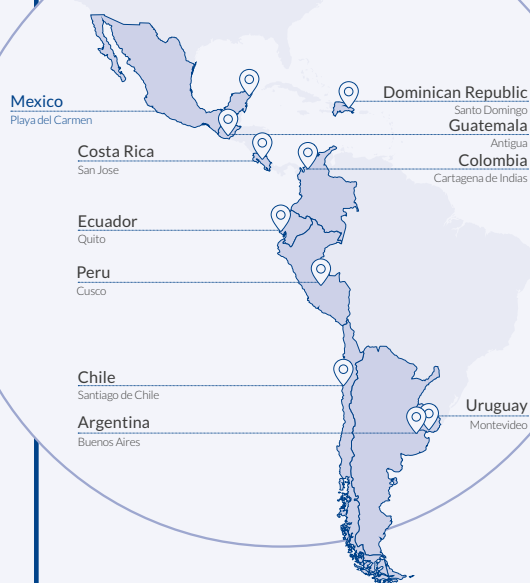 Mexico
Playa del Carmen
Dominican Republic
Santo Domingo
Guatemala
Antigua
Costa Rica
San Jose
Colombia
Cartagena de Indias
Ecuador
Quito
Peru
Cusco
Chile
Santiago de Chile
Uruguay
Montevideo
Argentina
Buenos Aires